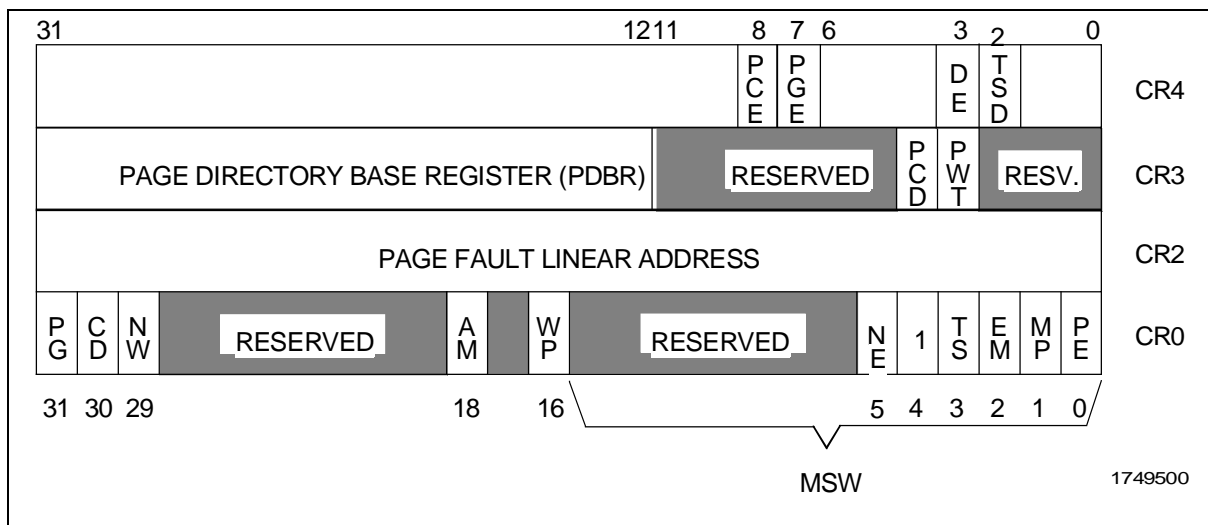 31 12 11 8 7 6 3 2 0
PCE PGE DE TSD CR4
PAGE DIRECTORY BASE REGISTER (PDBR) RESERVED PCD PWT RESV. CR3
PAGE FAULT LINEAR ADDRESS CR2
PG CD NW RESERVED AM WP RESERVED NE 1 TS EM MP PE CR0
31 30 29 18 16 5 4 3 2 1 0
MSW
1749500